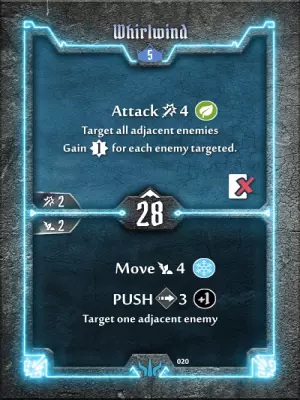 Whirlwind
5
Attack 4
Target all adjacent enemies
Gain 1 for each enemy targeted.
2
28
2
Move 4
PUSH 3 +1
Target one adjacent enemy
020